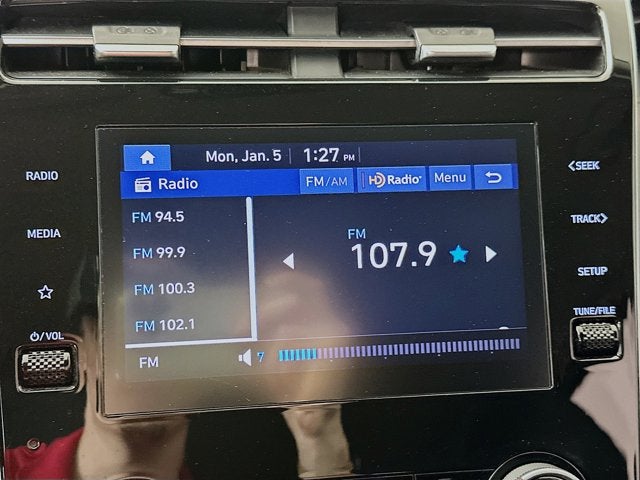 Mon, Jan. 5 1:27 PM
Radio FM/AM HD Radio Menu
FM 94.5
FM 99.9
FM 100.3
FM 102.1
FM
FM
107.9
7
RADIO
MEDIA
⏻/VOL
<SEEK
TRACK>
SETUP
TUNE/FILE